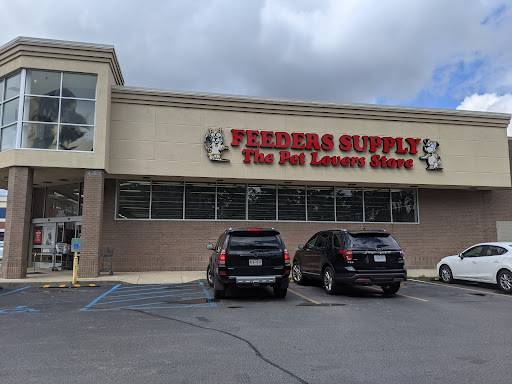 FEEDERS SUPPLY
The Pet Lovers Store